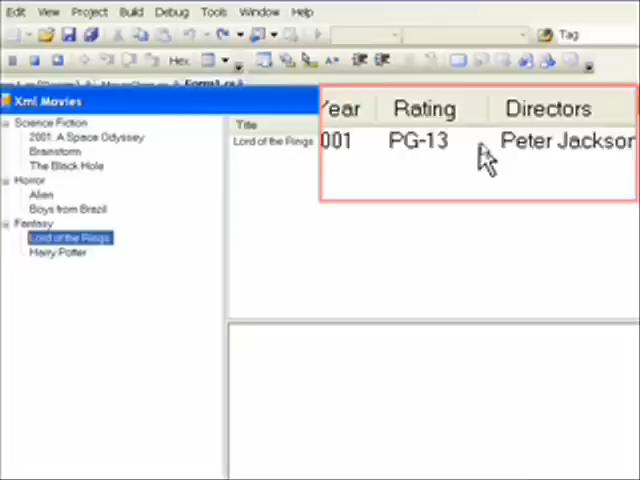 Edit View Project Build Debug Tools Window Help
Tag
Hex
Form1.cs*
Xml Movies
Science Fiction
2001: A Space Odyssey
Brainstorm
The Black Hole
Horror
Alien
Boys from Brazil
Fantasy
Lord of the Rings
Harry Potter
Title
Lord of the Rings
Year Rating Directors
001 PG-13 Peter Jackson